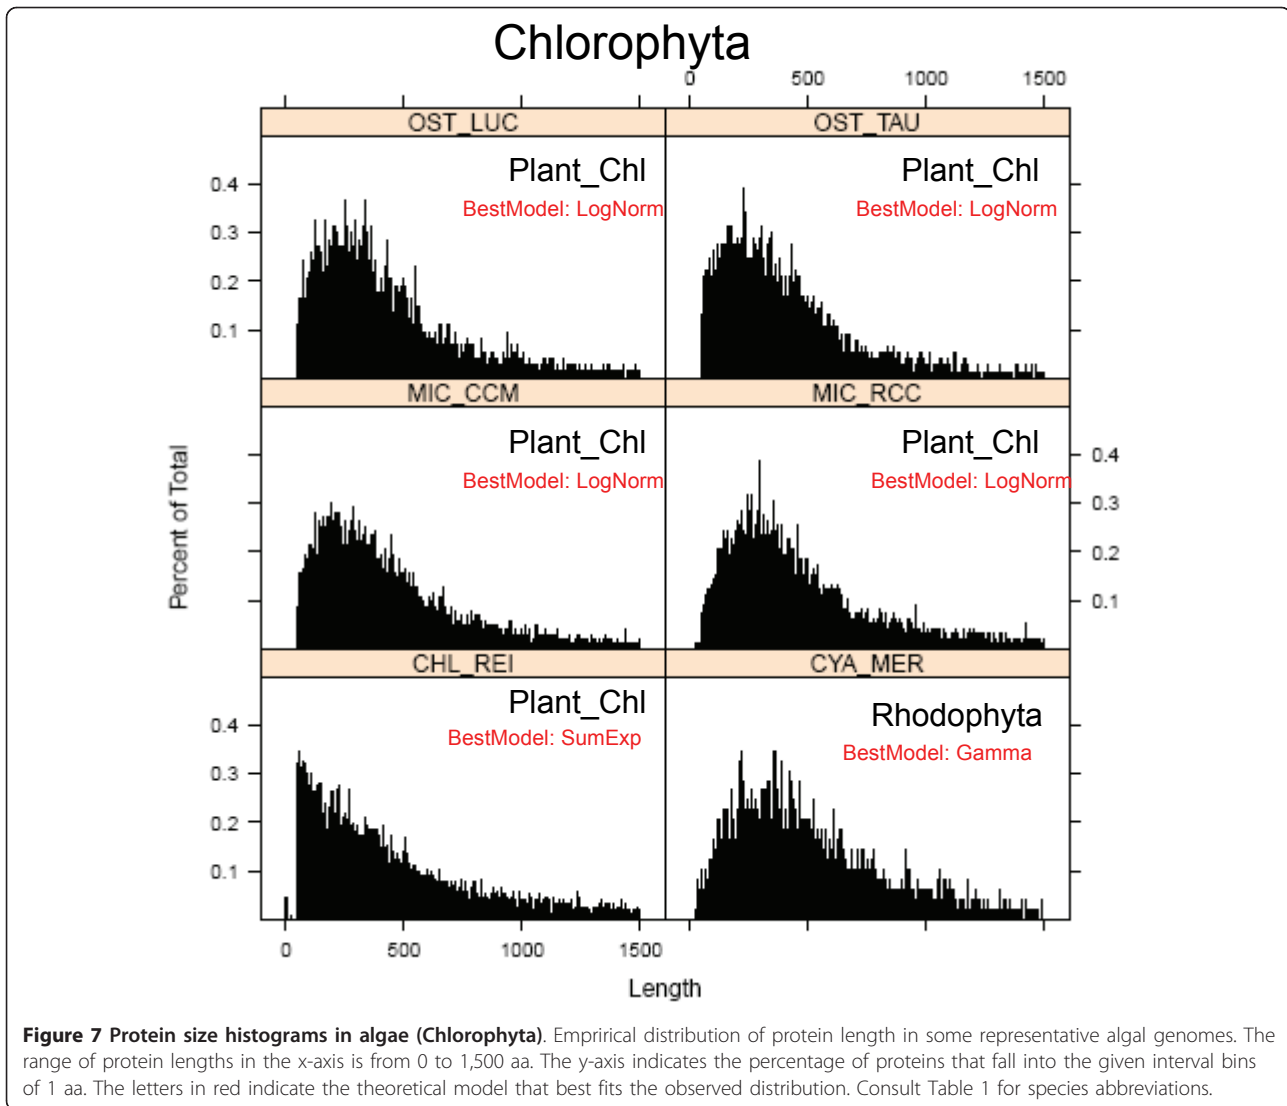 Chlorophyta
0 500 1000 1500
OST_LUC OST_TAU
Plant_Chl Plant_Chl
BestModel: LogNorm BestModel: LogNorm
0.4
0.3
0.2
0.1
MIC_CCM MIC_RCC
Plant_Chl Plant_Chl
BestModel: LogNorm BestModel: LogNorm
0.4
0.3
0.2
0.1
Percent of Total
CHL_REI CYA_MER
Plant_Chl Rhodophyta
BestModel: SumExp BestModel: Gamma
0.4
0.3
0.2
0.1
0 500 1000 1500
Length
Figure 7 Protein size histograms in algae (Chlorophyta). Emprirical distribution of protein length in some representative algal genomes. The
range of protein lengths in the x-axis is from 0 to 1,500 aa. The y-axis indicates the percentage of proteins that fall into the given interval bins
of 1 aa. The letters in red indicate the theoretical model that best fits the observed distribution. Consult Table 1 for species abbreviations.